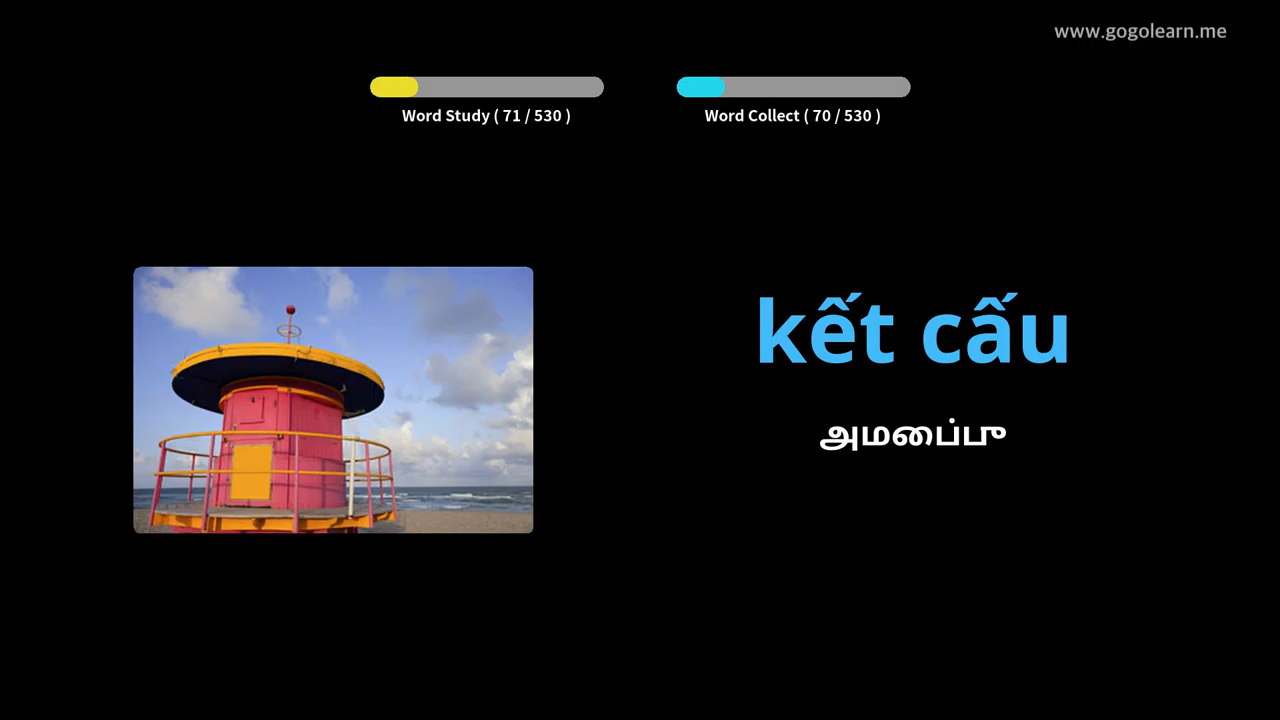 www.gogolearn.me
Word Study ( 71 / 530 )
Word Collect ( 70 / 530 )
kết cấu
அமைப்பு